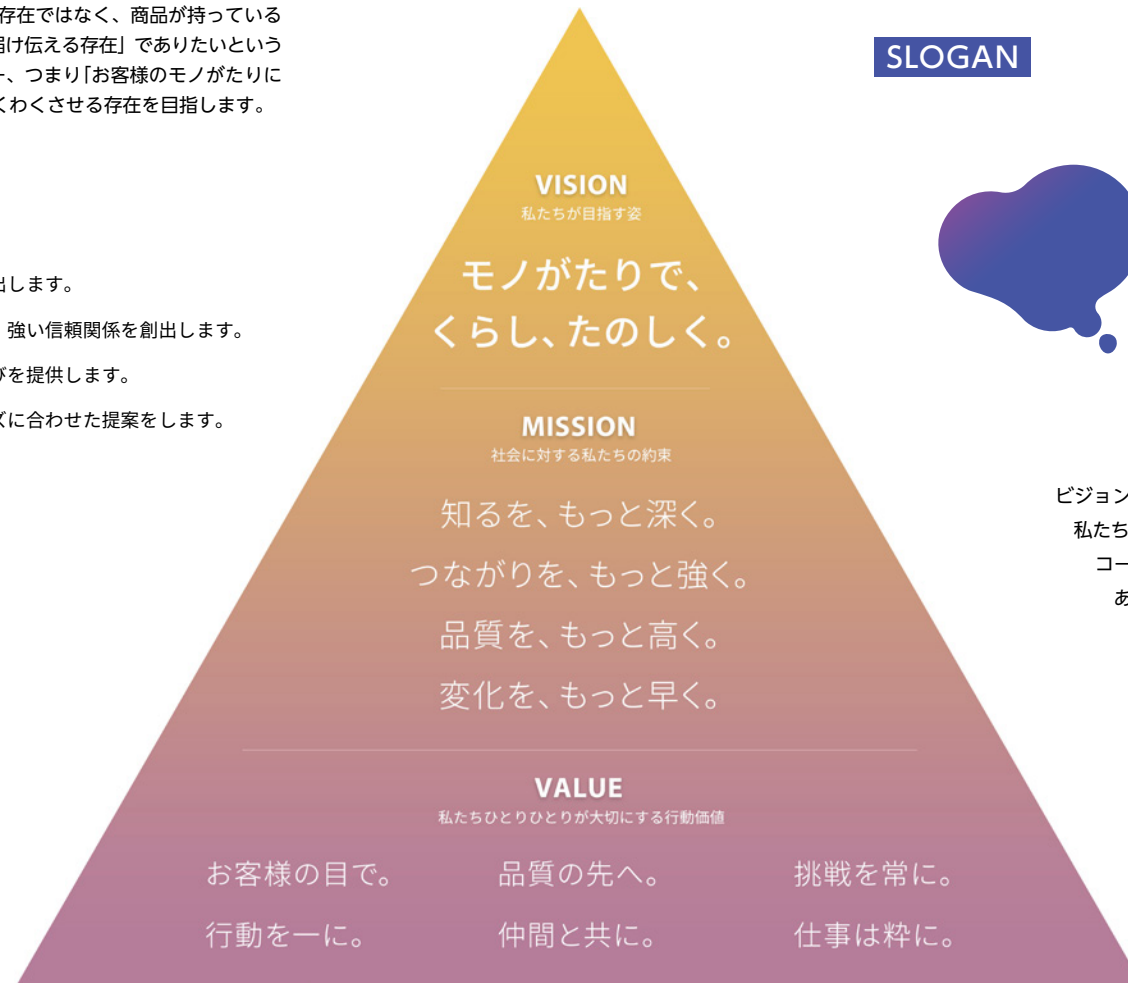 存在ではなく、商品が持っている
届け伝える存在」でありたいという
、つまり「お客様のモノがたりに
くわくさせる存在を目指します。
出します。
強い信頼関係を創出します。
びを提供します。
ズに合わせた提案をします。
VISION
私たちが目指す姿
モノがたりで、
くらし、たのしく。
MISSION
社会に対する私たちの約束
知るを、もっと深く。
つながりを、もっと強く。
品質を、もっと高く。
変化を、もっと早く。
VALUE
私たちひとりひとりが大切にする行動価値
お客様の目で。 品質の先へ。 挑戦を常に。
行動を一に。 仲間と共に。 仕事は粋に。
SLOGAN
ビジョン
私たち
コー
あ